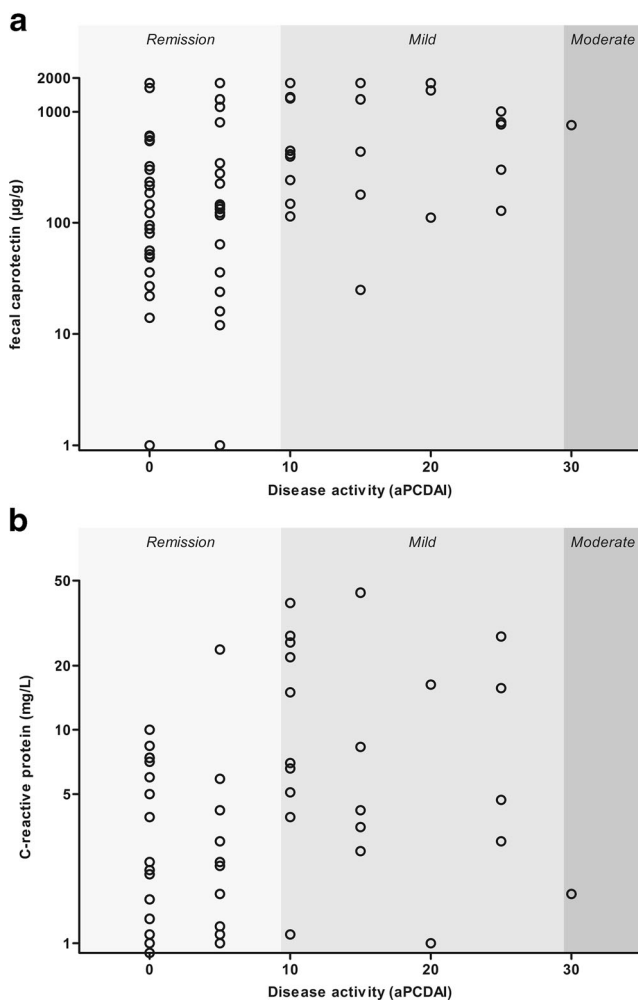 a
Remission Mild Moderate
2000
1000
100
10
1
fecal caprotectin (µg/g)
0 10 20 30
Disease activity (aPCDAI)
b
Remission Mild Moderate
50
20
10
5
1
C-reactive protein (mg/L)
0 10 20 30
Disease activity (aPCDAI)